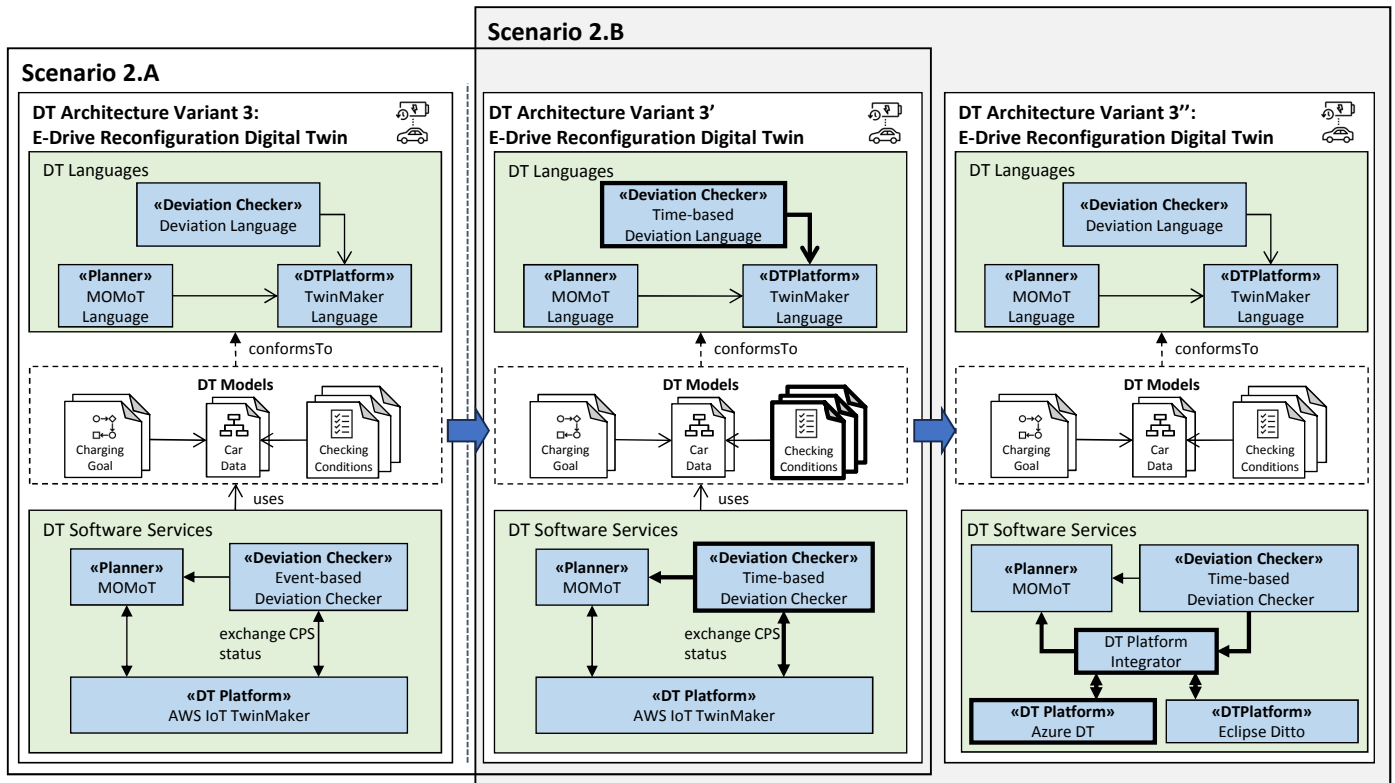 Scenario 2.B
Scenario 2.A
DT Architecture Variant 3:
E-Drive Reconfiguration Digital Twin
DT Languages
«Deviation Checker»
Deviation Language
«Planner»
MOMoT
Language
«DTPlatform»
TwinMaker
Language
conformsTo
DT Models
Charging
Goal
Car
Data
Checking
Conditions
uses
DT Software Services
«Planner»
MOMoT
«Deviation Checker»
Event-based
Deviation Checker
exchange CPS
status
«DT Platform»
AWS IoT TwinMaker
DT Architecture Variant 3’
E-Drive Reconfiguration Digital Twin
DT Languages
«Deviation Checker»
Time-based
Deviation Language
«Planner»
MOMoT
Language
«DTPlatform»
TwinMaker
Language
conformsTo
DT Models
Charging
Goal
Car
Data
Checking
Conditions
uses
DT Software Services
«Planner»
MOMoT
«Deviation Checker»
Time-based
Deviation Checker
exchange CPS
status
«DT Platform»
AWS IoT TwinMaker
DT Architecture Variant 3’’:
E-Drive Reconfiguration Digital Twin
DT Languages
«Deviation Checker»
Deviation Language
«Planner»
MOMoT
Language
«DTPlatform»
TwinMaker
Language
conformsTo
DT Models
Charging
Goal
Car
Data
Checking
Conditions
DT Software Services
«Planner»
MOMoT
«Deviation Checker»
Time-based
Deviation Checker
DT Platform
Integrator
«DT Platform»
Azure DT
«DTPlatform»
Eclipse Ditto